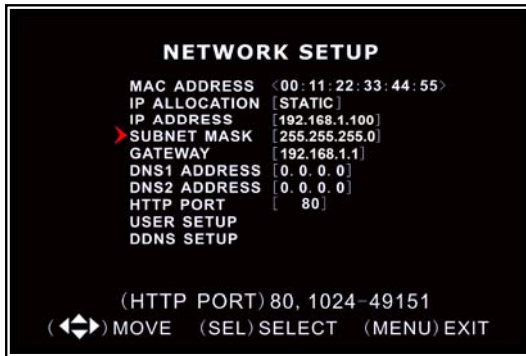 NETWORK SETUP
MAC ADDRESS <00:11:22:33:44:55>
IP ALLOCATION [STATIC]
IP ADDRESS [192.168.1.100]
SUBNET MASK [255.255.255.0]
GATEWAY [192.168.1.1]
DNS1 ADDRESS [0.0.0.0]
DNS2 ADDRESS [0.0.0.0]
HTTP PORT [ 80]
USER SETUP
DDNS SETUP
(HTTP PORT) 80, 1024-49151
( ) MOVE (SEL) SELECT (MENU) EXIT